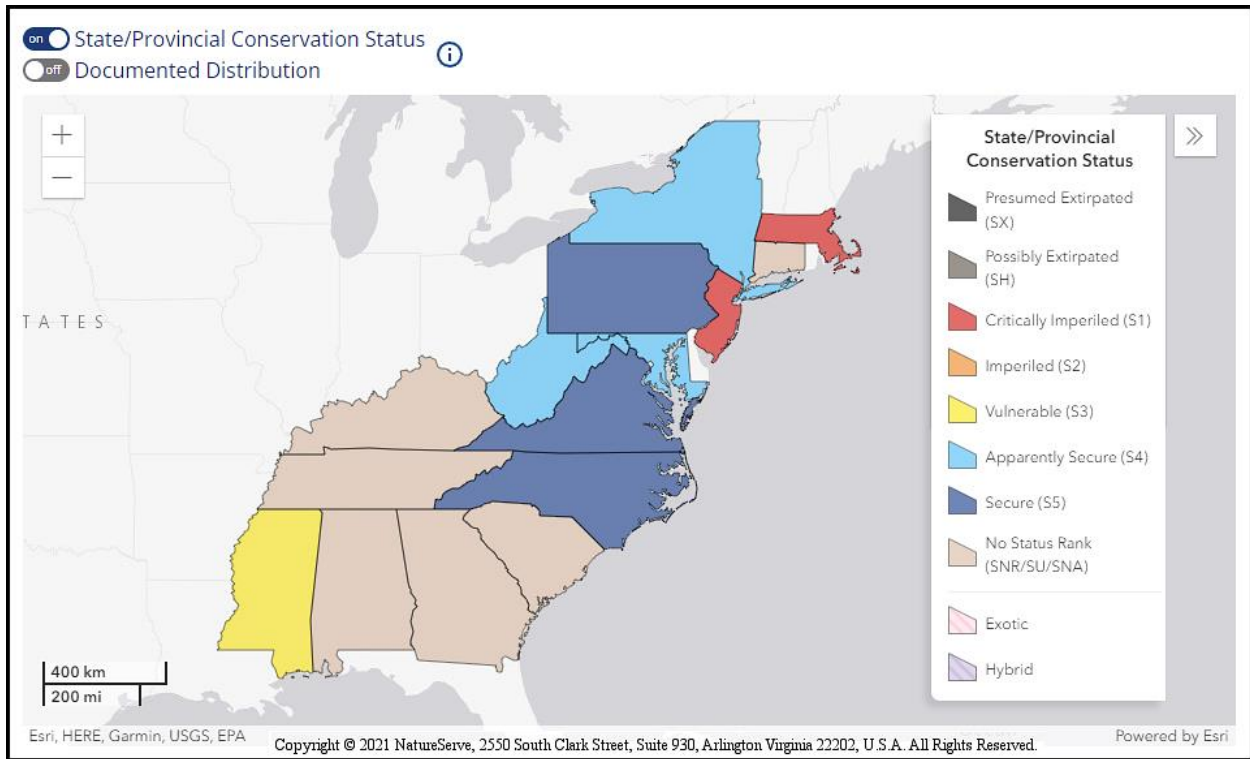 on State/Provincial Conservation Status
off Documented Distribution
State/Provincial
Conservation Status
Presumed Extirpated
(SX)
Possibly Extirpated
(SH)
Critically Imperiled (S1)
Imperiled (S2)
Vulnerable (S3)
Apparently Secure (S4)
Secure (S5)
No Status Rank
(SNR/SU/SNA)
Exotic
Hybrid
TATES
400 km
200 mi
Esri, HERE, Garmin, USGS, EPA
Copyright © 2021 NatureServe, 2550 South Clark Street, Suite 930, Arlington Virginia 22202, U.S.A. All Rights Reserved.
Powered by Esri